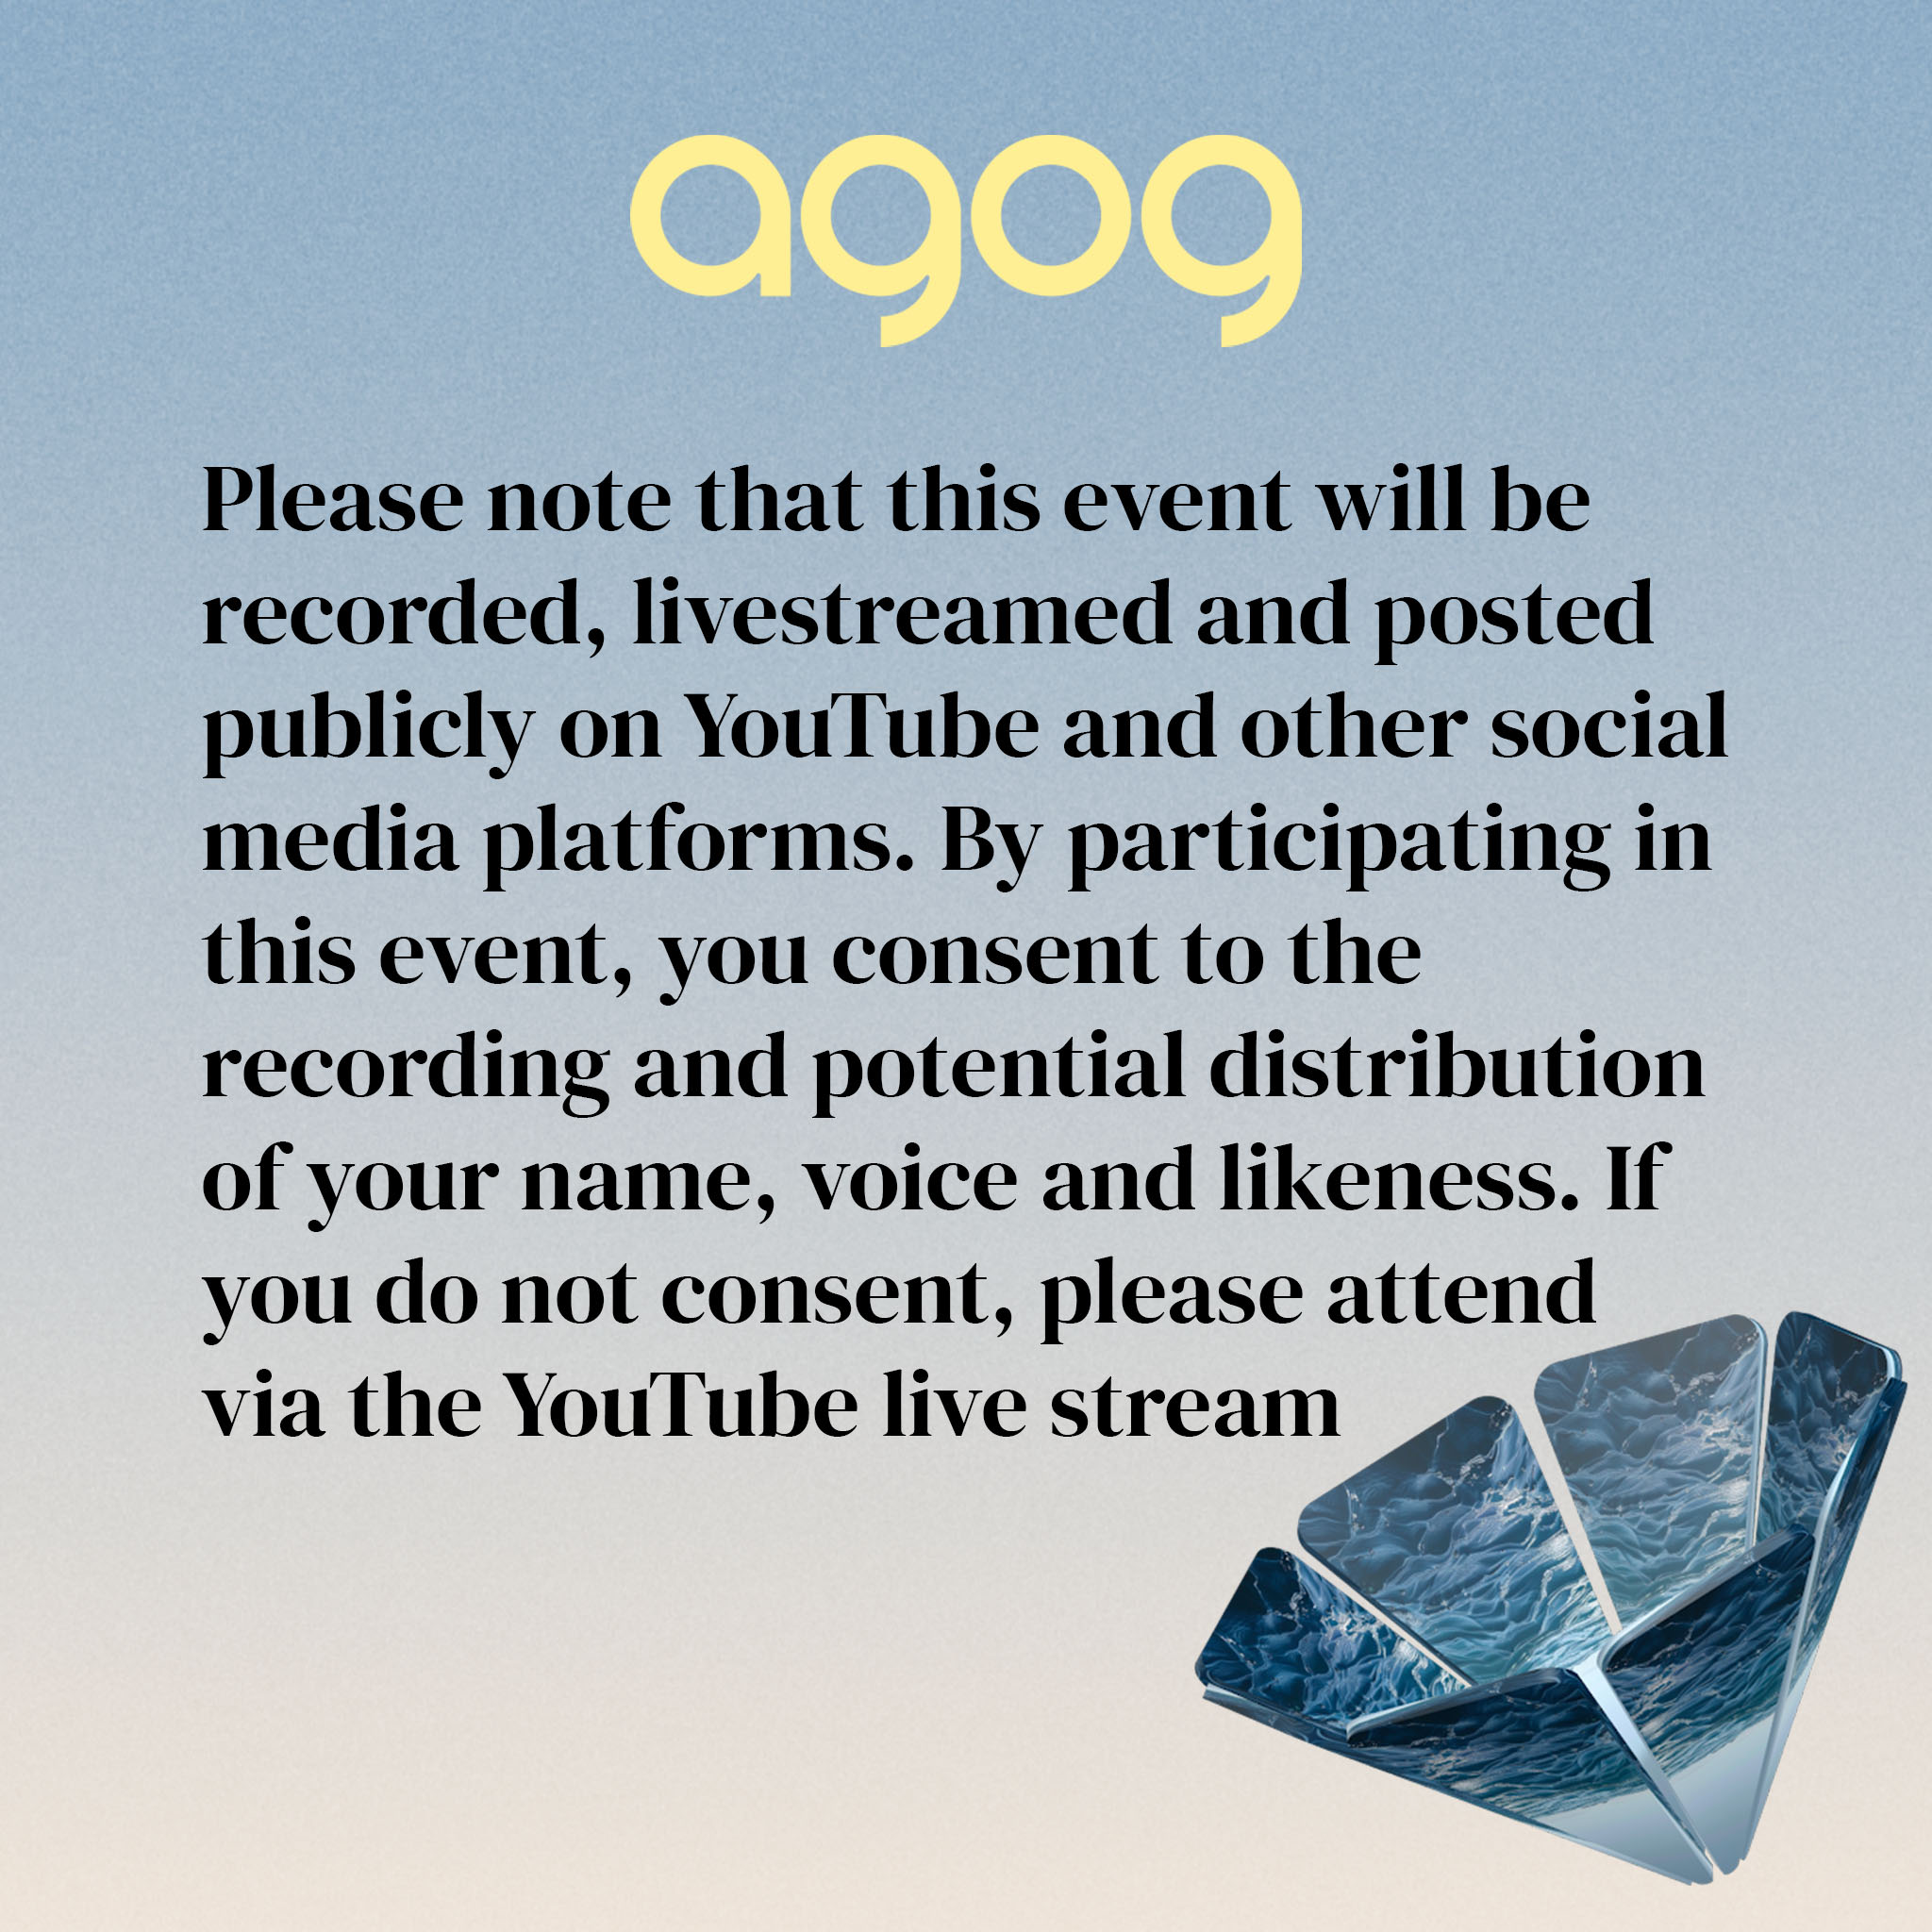 agog
Please note that this event will be
recorded, livestreamed and posted
publicly on YouTube and other social
media platforms. By participating in
this event, you consent to the
recording and potential distribution
of your name, voice and likeness. If
you do not consent, please attend
via the YouTube live stream